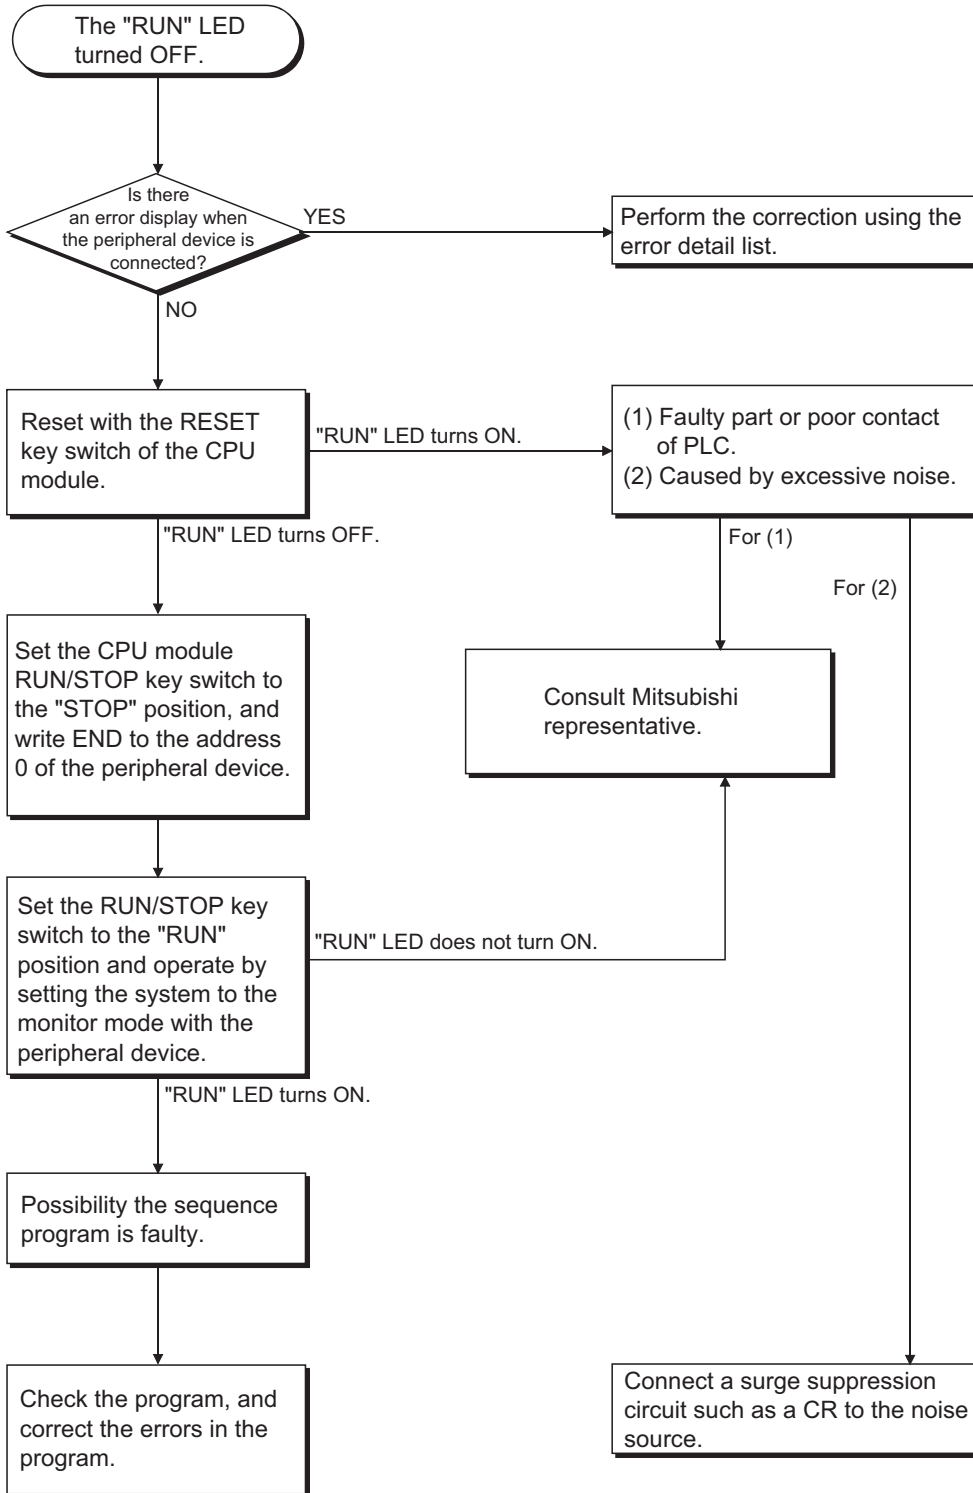 The "RUN" LED
turned OFF.
Is there
an error display when
the peripheral device is
connected?
YES
Perform the correction using the
error detail list.
NO
Reset with the RESET
key switch of the CPU
module.
"RUN" LED turns ON.
(1) Faulty part or poor contact
of PLC.
(2) Caused by excessive noise.
"RUN" LED turns OFF.
For (1)
For (2)
Set the CPU module
RUN/STOP key switch to
the "STOP" position, and
write END to the address
0 of the peripheral device.
Consult Mitsubishi
representative.
Set the RUN/STOP key
switch to the "RUN"
position and operate by
setting the system to the
monitor mode with the
peripheral device.
"RUN" LED does not turn ON.
"RUN" LED turns ON.
Possibility the sequence
program is faulty.
Check the program, and
correct the errors in the
program.
Connect a surge suppression
circuit such as a CR to the noise
source.